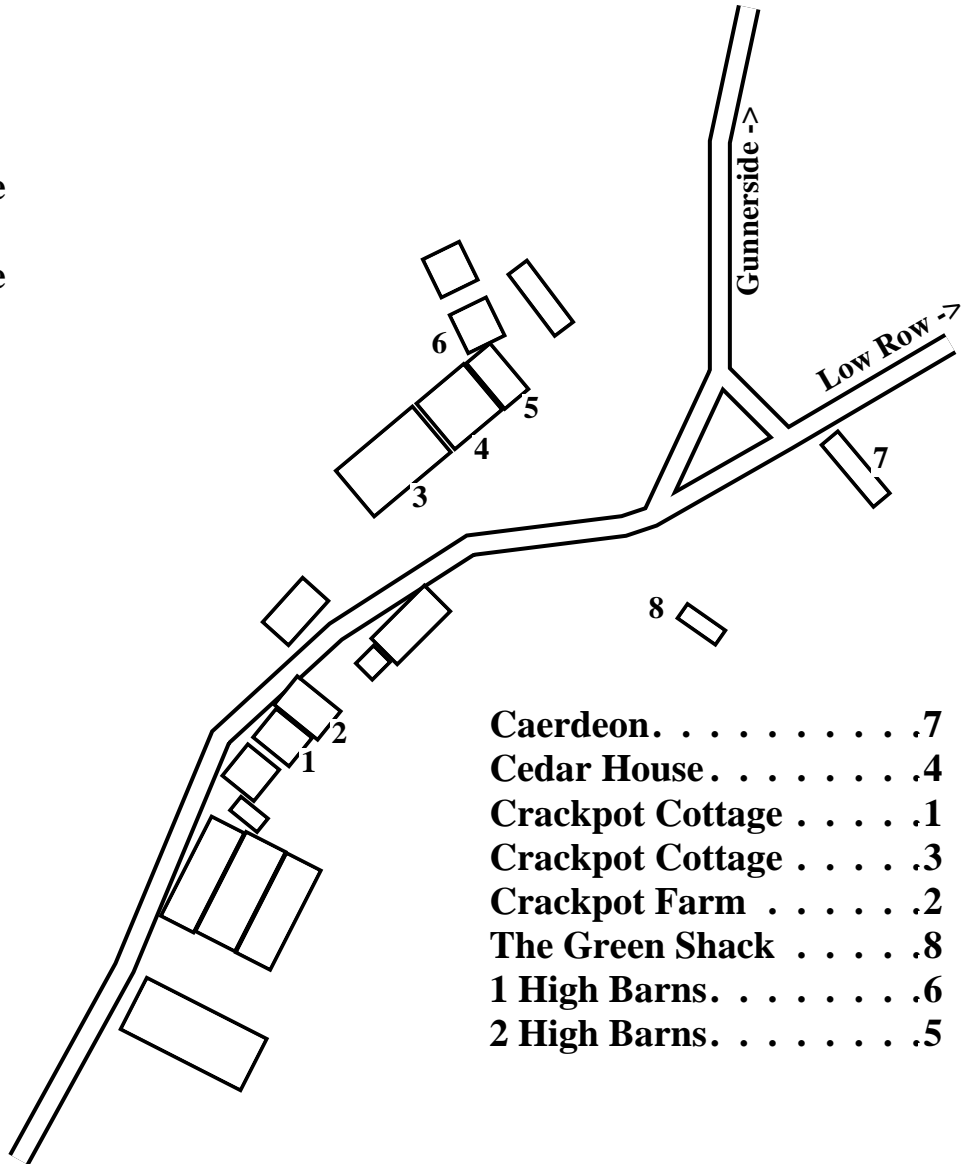 Gunnerside ->
e
e
Low Row ->
6
5
4
3
7
8
2
1
Caerdeon. . . . . . . . . .7
Cedar House . . . . . . . .4
Crackpot Cottage . . . . .1
Crackpot Cottage . . . . .3
Crackpot Farm . . . . . .2
The Green Shack . . . . .8
1 High Barns. . . . . . . .6
2 High Barns. . . . . . . .5